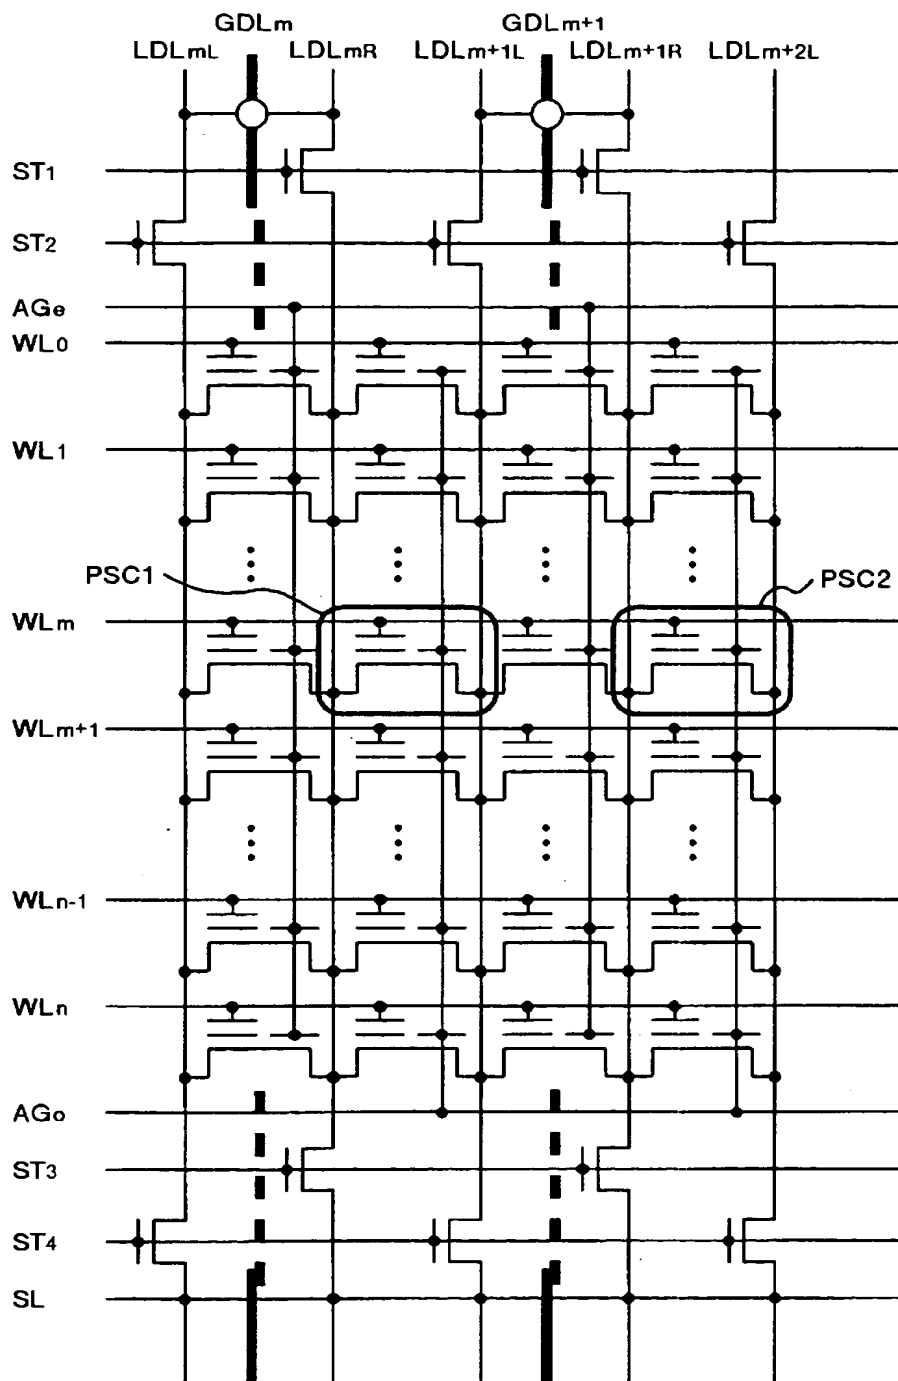 GDLm GDLm+1
LDLmL LDLmR LDLm+1L LDLm+1R LDLm+2L
ST1
ST2
AGe
WL0
WL1
PSC1 PSC2
WLm
WLm+1
WLn-1
WLn
AGo
ST3
ST4
SL